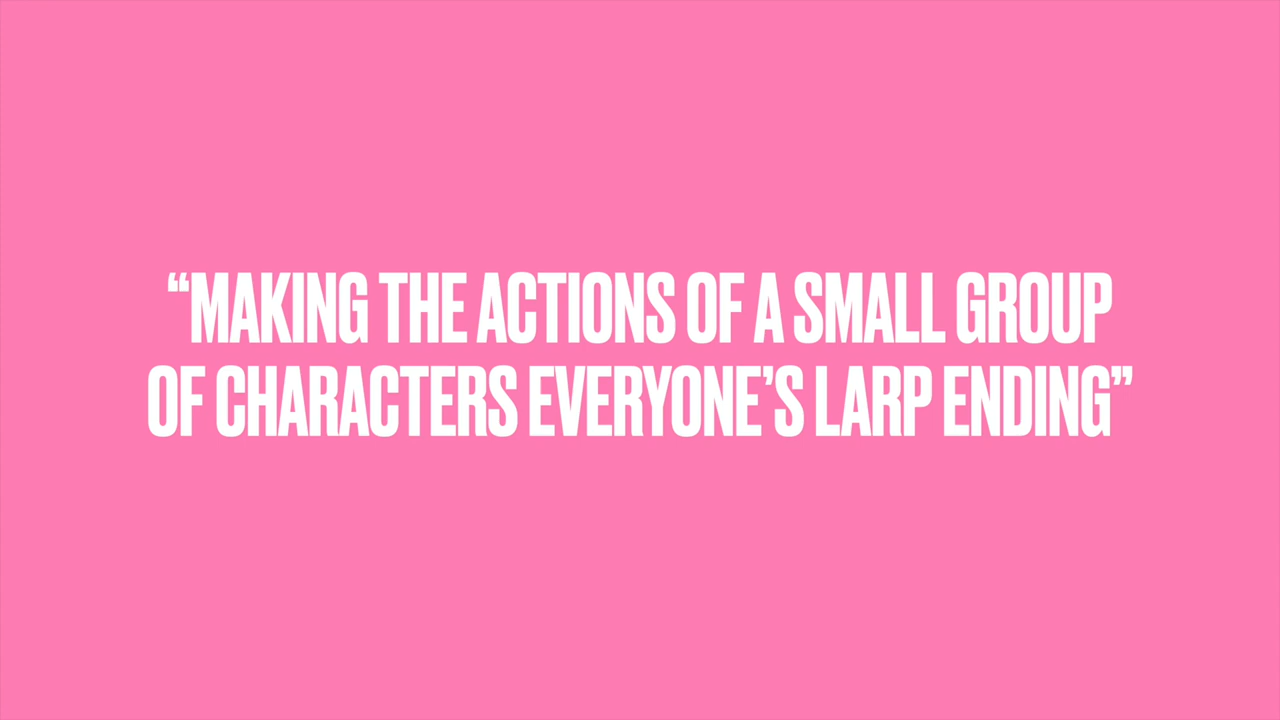 “MAKING THE ACTIONS OF A SMALL GROUP
OF CHARACTERS EVERYONE’S LARP ENDING”